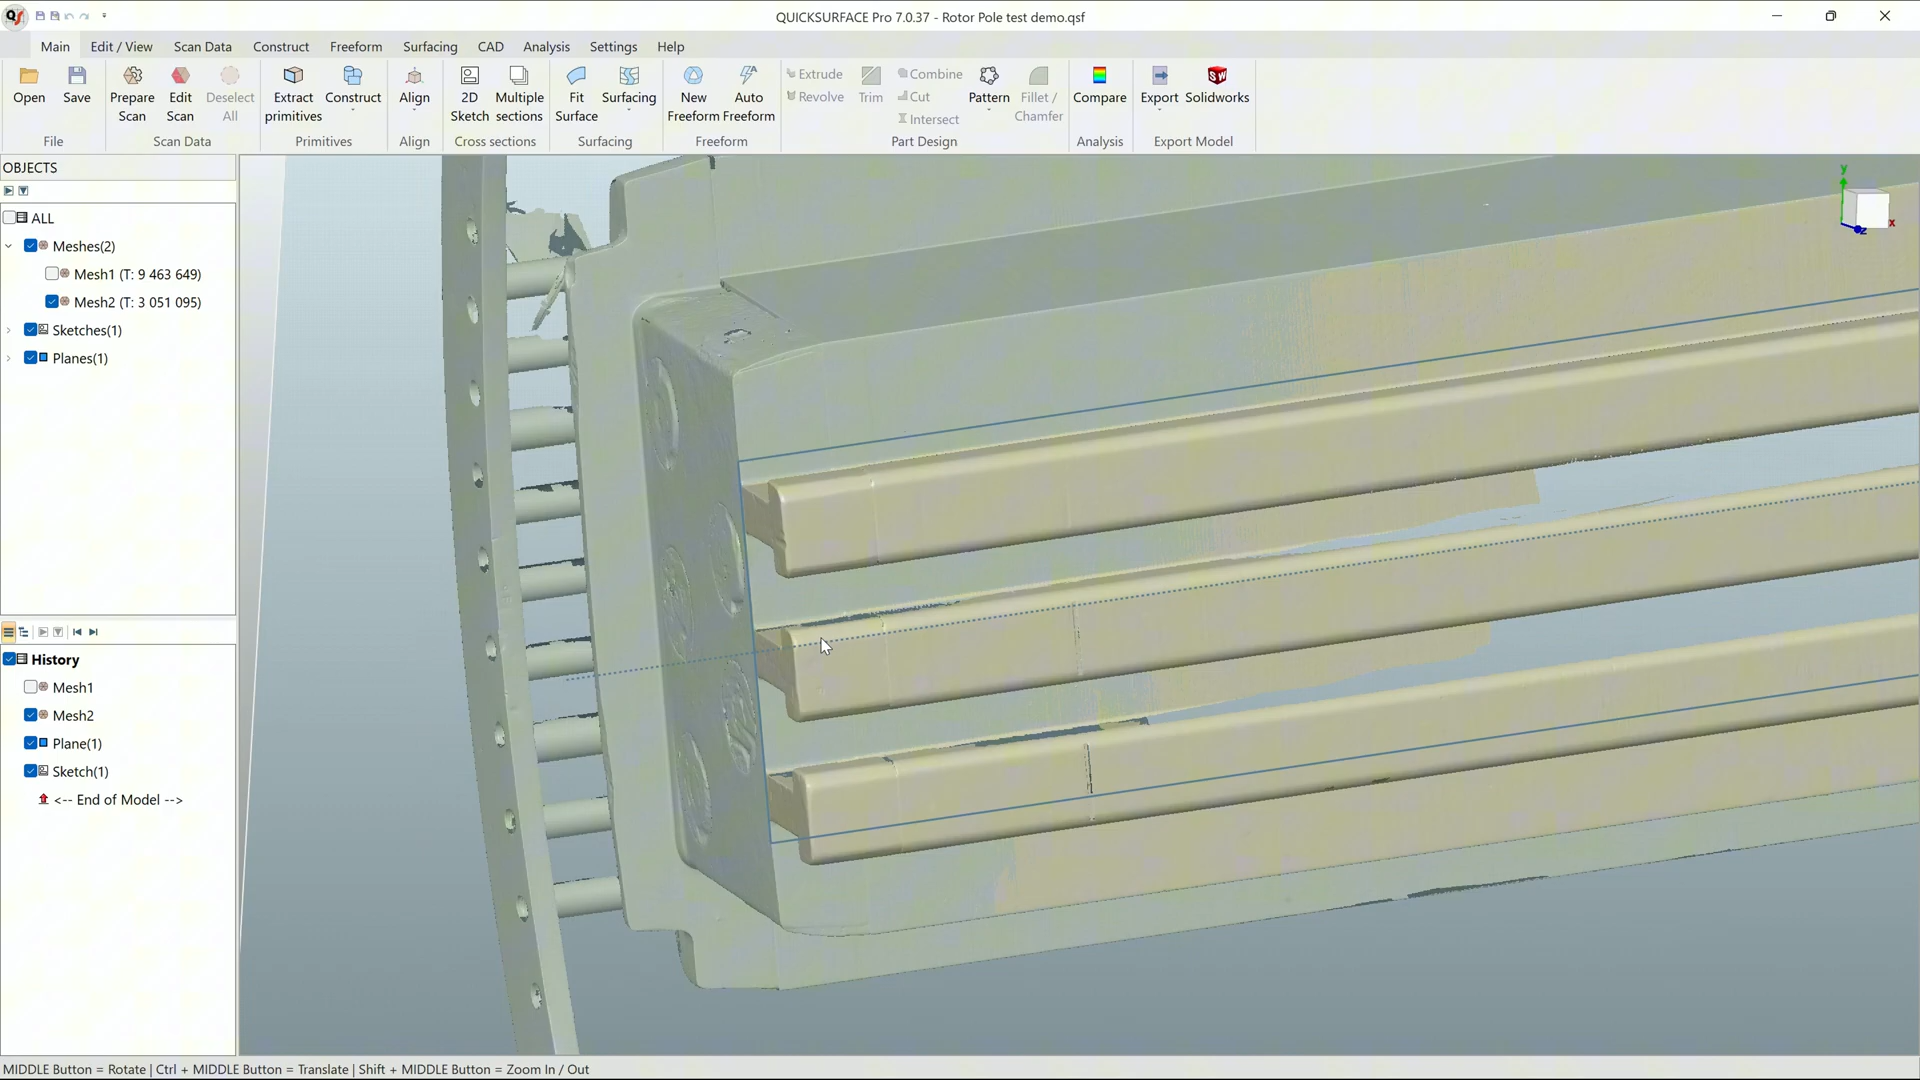 QUICKSURFACE Pro 7.0.37 - Rotor Pole test demo.qsf
Main Edit / View Scan Data Construct Freeform Surfacing CAD Analysis Settings Help
Open Save Prepare Scan Edit Scan Deselect All Extract primitives Construct Align 2D Sketch Multiple sections Fit Surface Surfacing New Freeform Auto Freeform Extrude Revolve Trim Combine Cut Intersect Pattern Fillet / Chamfer Compare Export Solidworks
File Scan Data Primitives Align Cross sections Surfacing Freeform Part Design Analysis Export Model
OBJECTS
ALL
Meshes(2)
Mesh1 (T: 9 463 649)
Mesh2 (T: 3 051 095)
Sketches(1)
Planes(1)
History
Mesh1
Mesh2
Plane(1)
Sketch(1)
<-- End of Model -->
y
x
z
MIDDLE Button = Rotate | Ctrl + MIDDLE Button = Translate | Shift + MIDDLE Button = Zoom In / Out